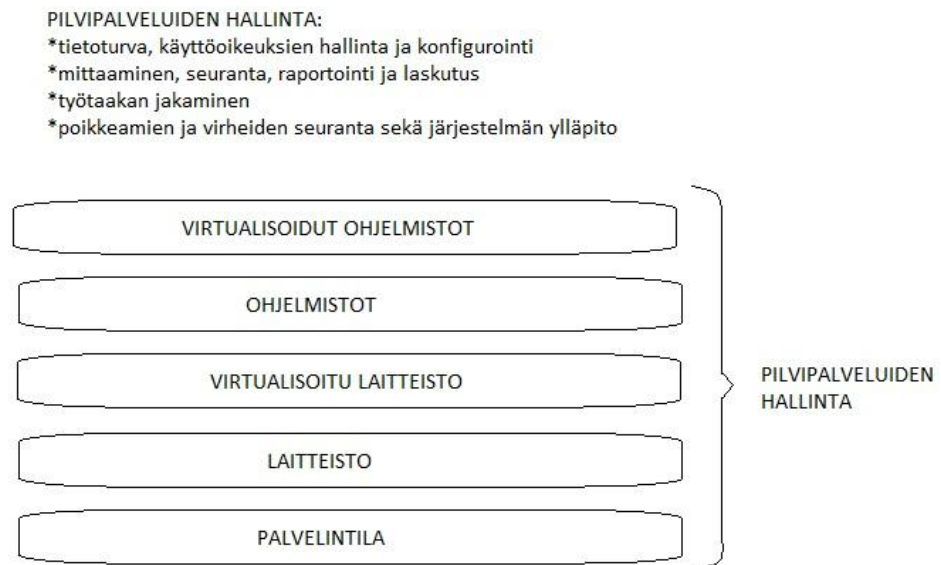 PILVIPALVELUIDEN HALLINTA:
*tietoturva, käyttöoikeuksien hallinta ja konfigurointi
*mittaaminen, seuranta, raportointi ja laskutus
*työtaakan jakaminen
*poikkeamien ja virheiden seuranta sekä järjestelmän ylläpito
VIRTUALISOIDUT OHJELMISTOT
OHJELMISTOT
VIRTUALISOITU LAITTEISTO
LAITTEISTO
PALVELINTILA
PILVIPALVELUIDEN
HALLINTA